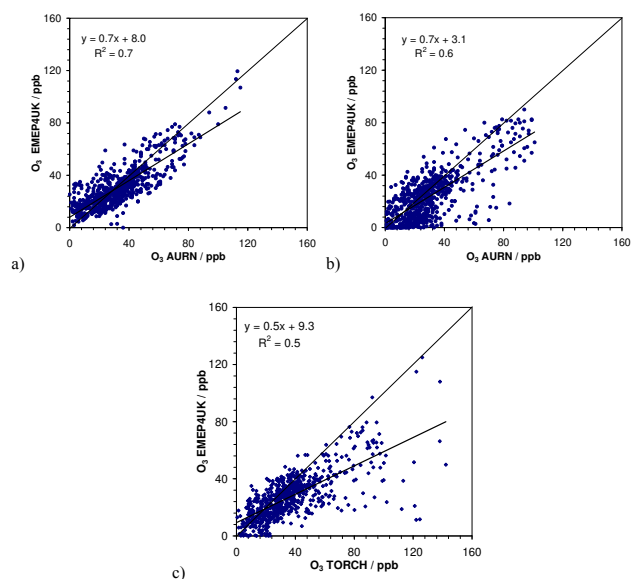 160
120
80
40
0
y = 0.7x + 8.0
R² = 0.7
O₃ EMEP4UK / ppb
0 40 80 120 160
O₃ AURN / ppb
a)
160
120
80
40
0
y = 0.7x + 3.1
R² = 0.6
O₃ EMEP4UK / ppb
0 40 80 120 160
O₃ AURN / ppb
b)
160
120
80
40
0
y = 0.5x + 9.3
R² = 0.5
O₃ EMEP4UK / ppb
0 40 80 120 160
O₃ TORCH / ppb
c)